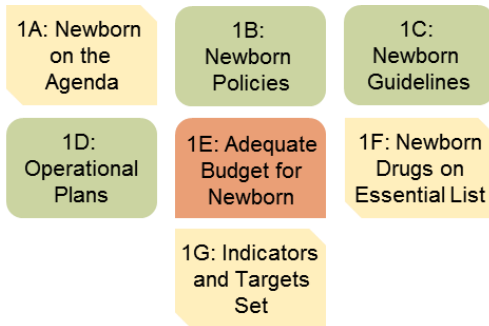 1A: Newborn
on the
Agenda
1B:
Newborn
Policies
1C:
Newborn
Guidelines
1D:
Operational
Plans
1E: Adequate
Budget for
Newborn
1F: Newborn
Drugs on
Essential List
1G: Indicators
and Targets
Set